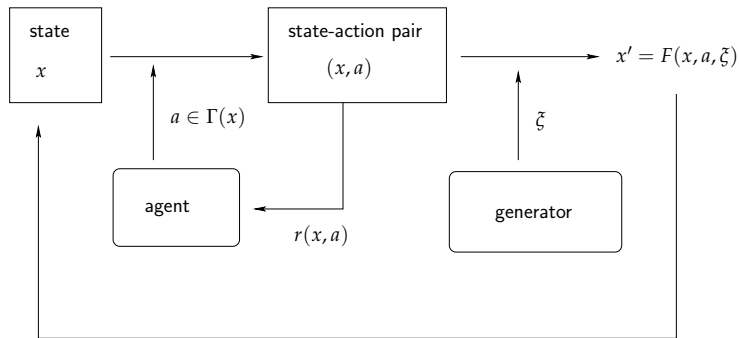 state
x
state-action pair
(x, a)
x′ = F(x, a, ξ)
a ∈ Γ(x)
ξ
agent
generator
r(x, a)